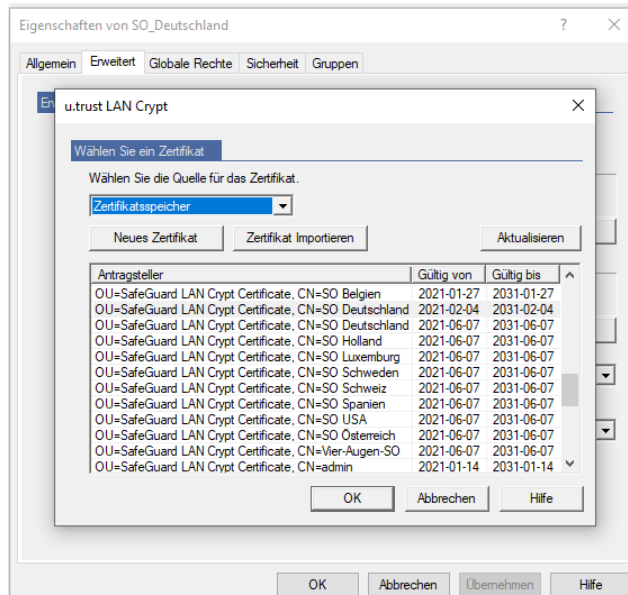 Eigenschaften von SO_Deutschland
Allgemein Erweitert Globale Rechte Sicherheit Gruppen
En
u.trust LAN Crypt
Wählen Sie ein Zertifikat
Wählen Sie die Quelle für das Zertifikat.
Zertifikatsspeicher
Neues Zertifikat Zertifikat Importieren Aktualisieren
Antragsteller Gültig von Gültig bis
OU=SafeGuard LAN Crypt Certificate, CN=SO Belgien 2021-01-27 2031-01-27
OU=SafeGuard LAN Crypt Certificate, CN=SO Deutschland 2021-02-04 2031-02-04
OU=SafeGuard LAN Crypt Certificate, CN=SO Deutschland 2021-06-07 2031-06-07
OU=SafeGuard LAN Crypt Certificate, CN=SO Holland 2021-06-07 2031-06-07
OU=SafeGuard LAN Crypt Certificate, CN=SO Luxemburg 2021-06-07 2031-06-07
OU=SafeGuard LAN Crypt Certificate, CN=SO Schweden 2021-06-07 2031-06-07
OU=SafeGuard LAN Crypt Certificate, CN=SO Schweiz 2021-06-07 2031-06-07
OU=SafeGuard LAN Crypt Certificate, CN=SO Spanien 2021-06-07 2031-06-07
OU=SafeGuard LAN Crypt Certificate, CN=SO USA 2021-06-07 2031-06-07
OU=SafeGuard LAN Crypt Certificate, CN=SO Österreich 2021-06-07 2031-06-07
OU=SafeGuard LAN Crypt Certificate, CN=Vier-Augen-SO 2021-06-07 2031-06-07
OU=SafeGuard LAN Crypt Certificate, CN=admin 2021-01-14 2031-01-14
OK Abbrechen Hilfe
OK Abbrechen Übernehmen Hilfe